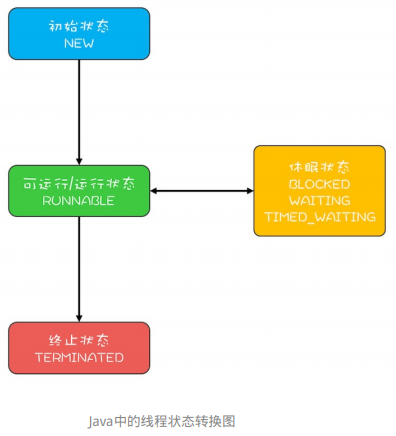 初始状态
NEW
可运行/运行状态
RUNNABLE
休眠状态
BLOCKED
WAITING
TIMED_WAITING
终止状态
TERMINATED
Java中的线程状态转换图